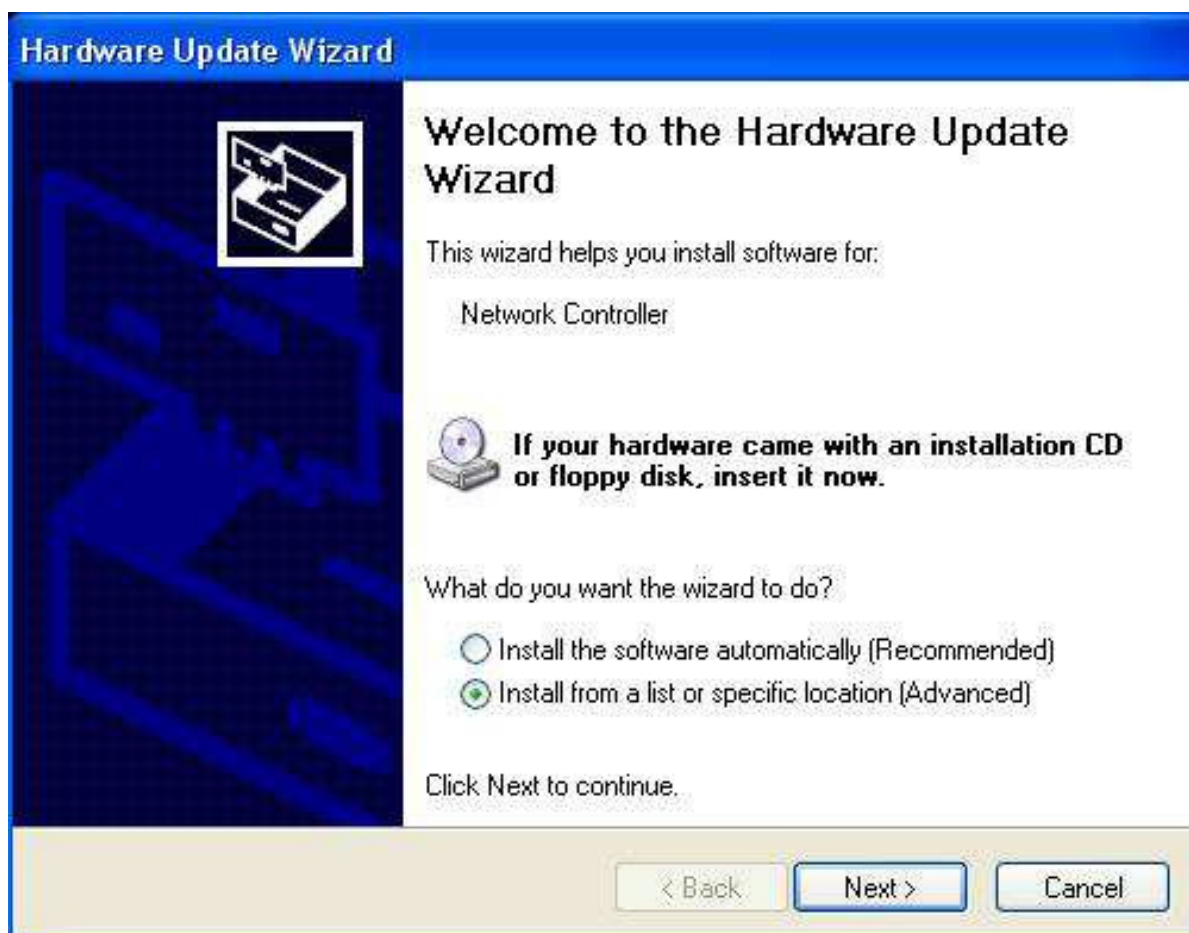 Hardware Update Wizard
Welcome to the Hardware Update
Wizard
This wizard helps you install software for:
Network Controller
If your hardware came with an installation CD
or floppy disk, insert it now.
What do you want the wizard to do?
Install the software automatically (Recommended)
Install from a list or specific location (Advanced)
Click Next to continue.
< Back Next > Cancel